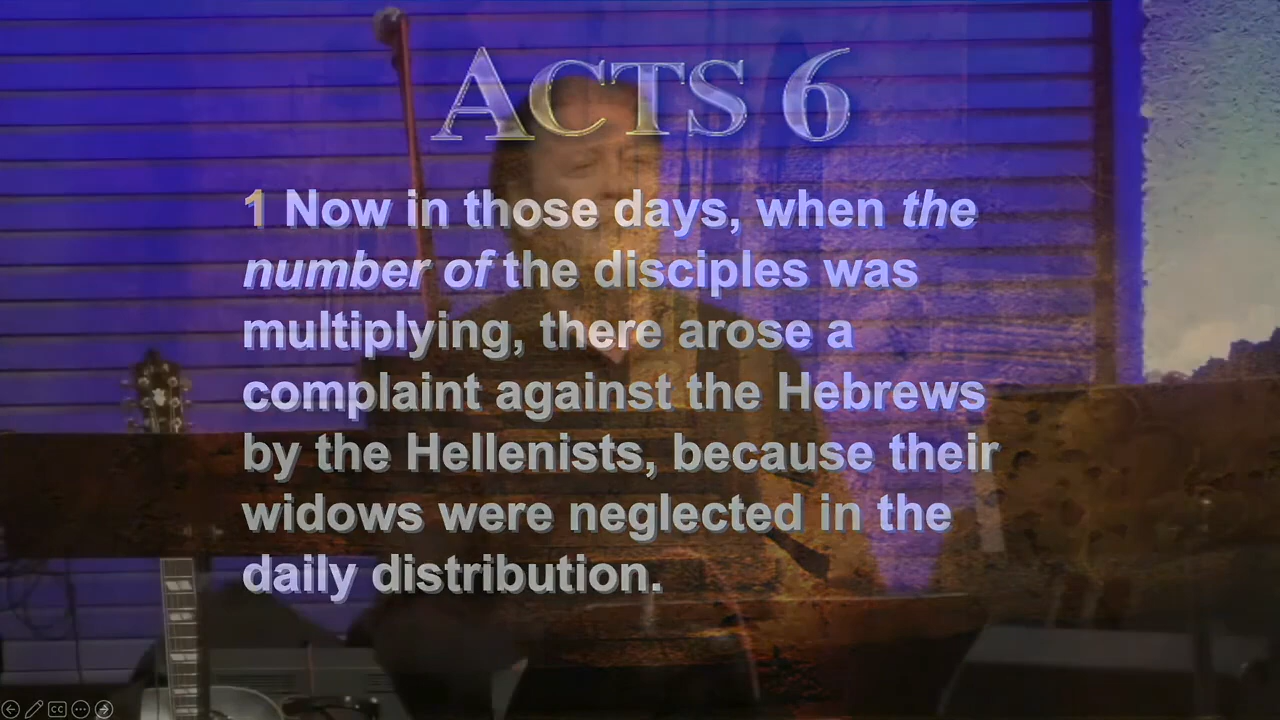 ACTS 6
1 Now in those days, when the
number of the disciples was
multiplying, there arose a
complaint against the Hebrews
by the Hellenists, because their
widows were neglected in the
daily distribution.
CC